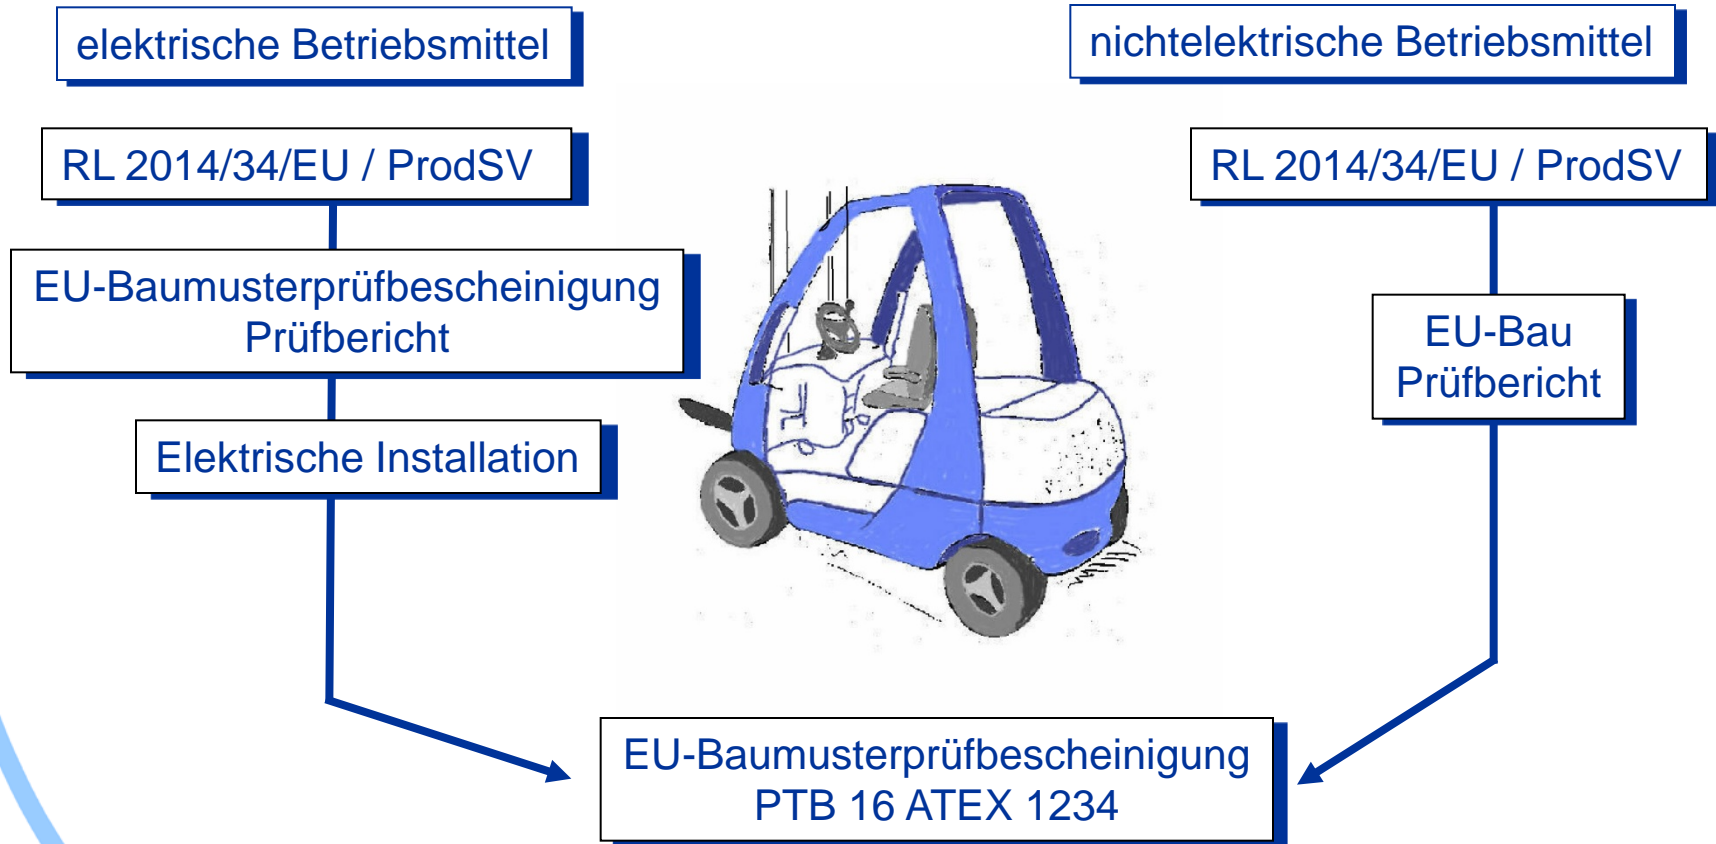 elektrische Betriebsmittel
nichtelektrische Betriebsmittel
RL 2014/34/EU / ProdSV
RL 2014/34/EU / ProdSV
EU-Baumusterprüfbescheinigung
Prüfbericht
EU-Bau
Prüfbericht
Elektrische Installation
EU-Baumusterprüfbescheinigung
PTB 16 ATEX 1234